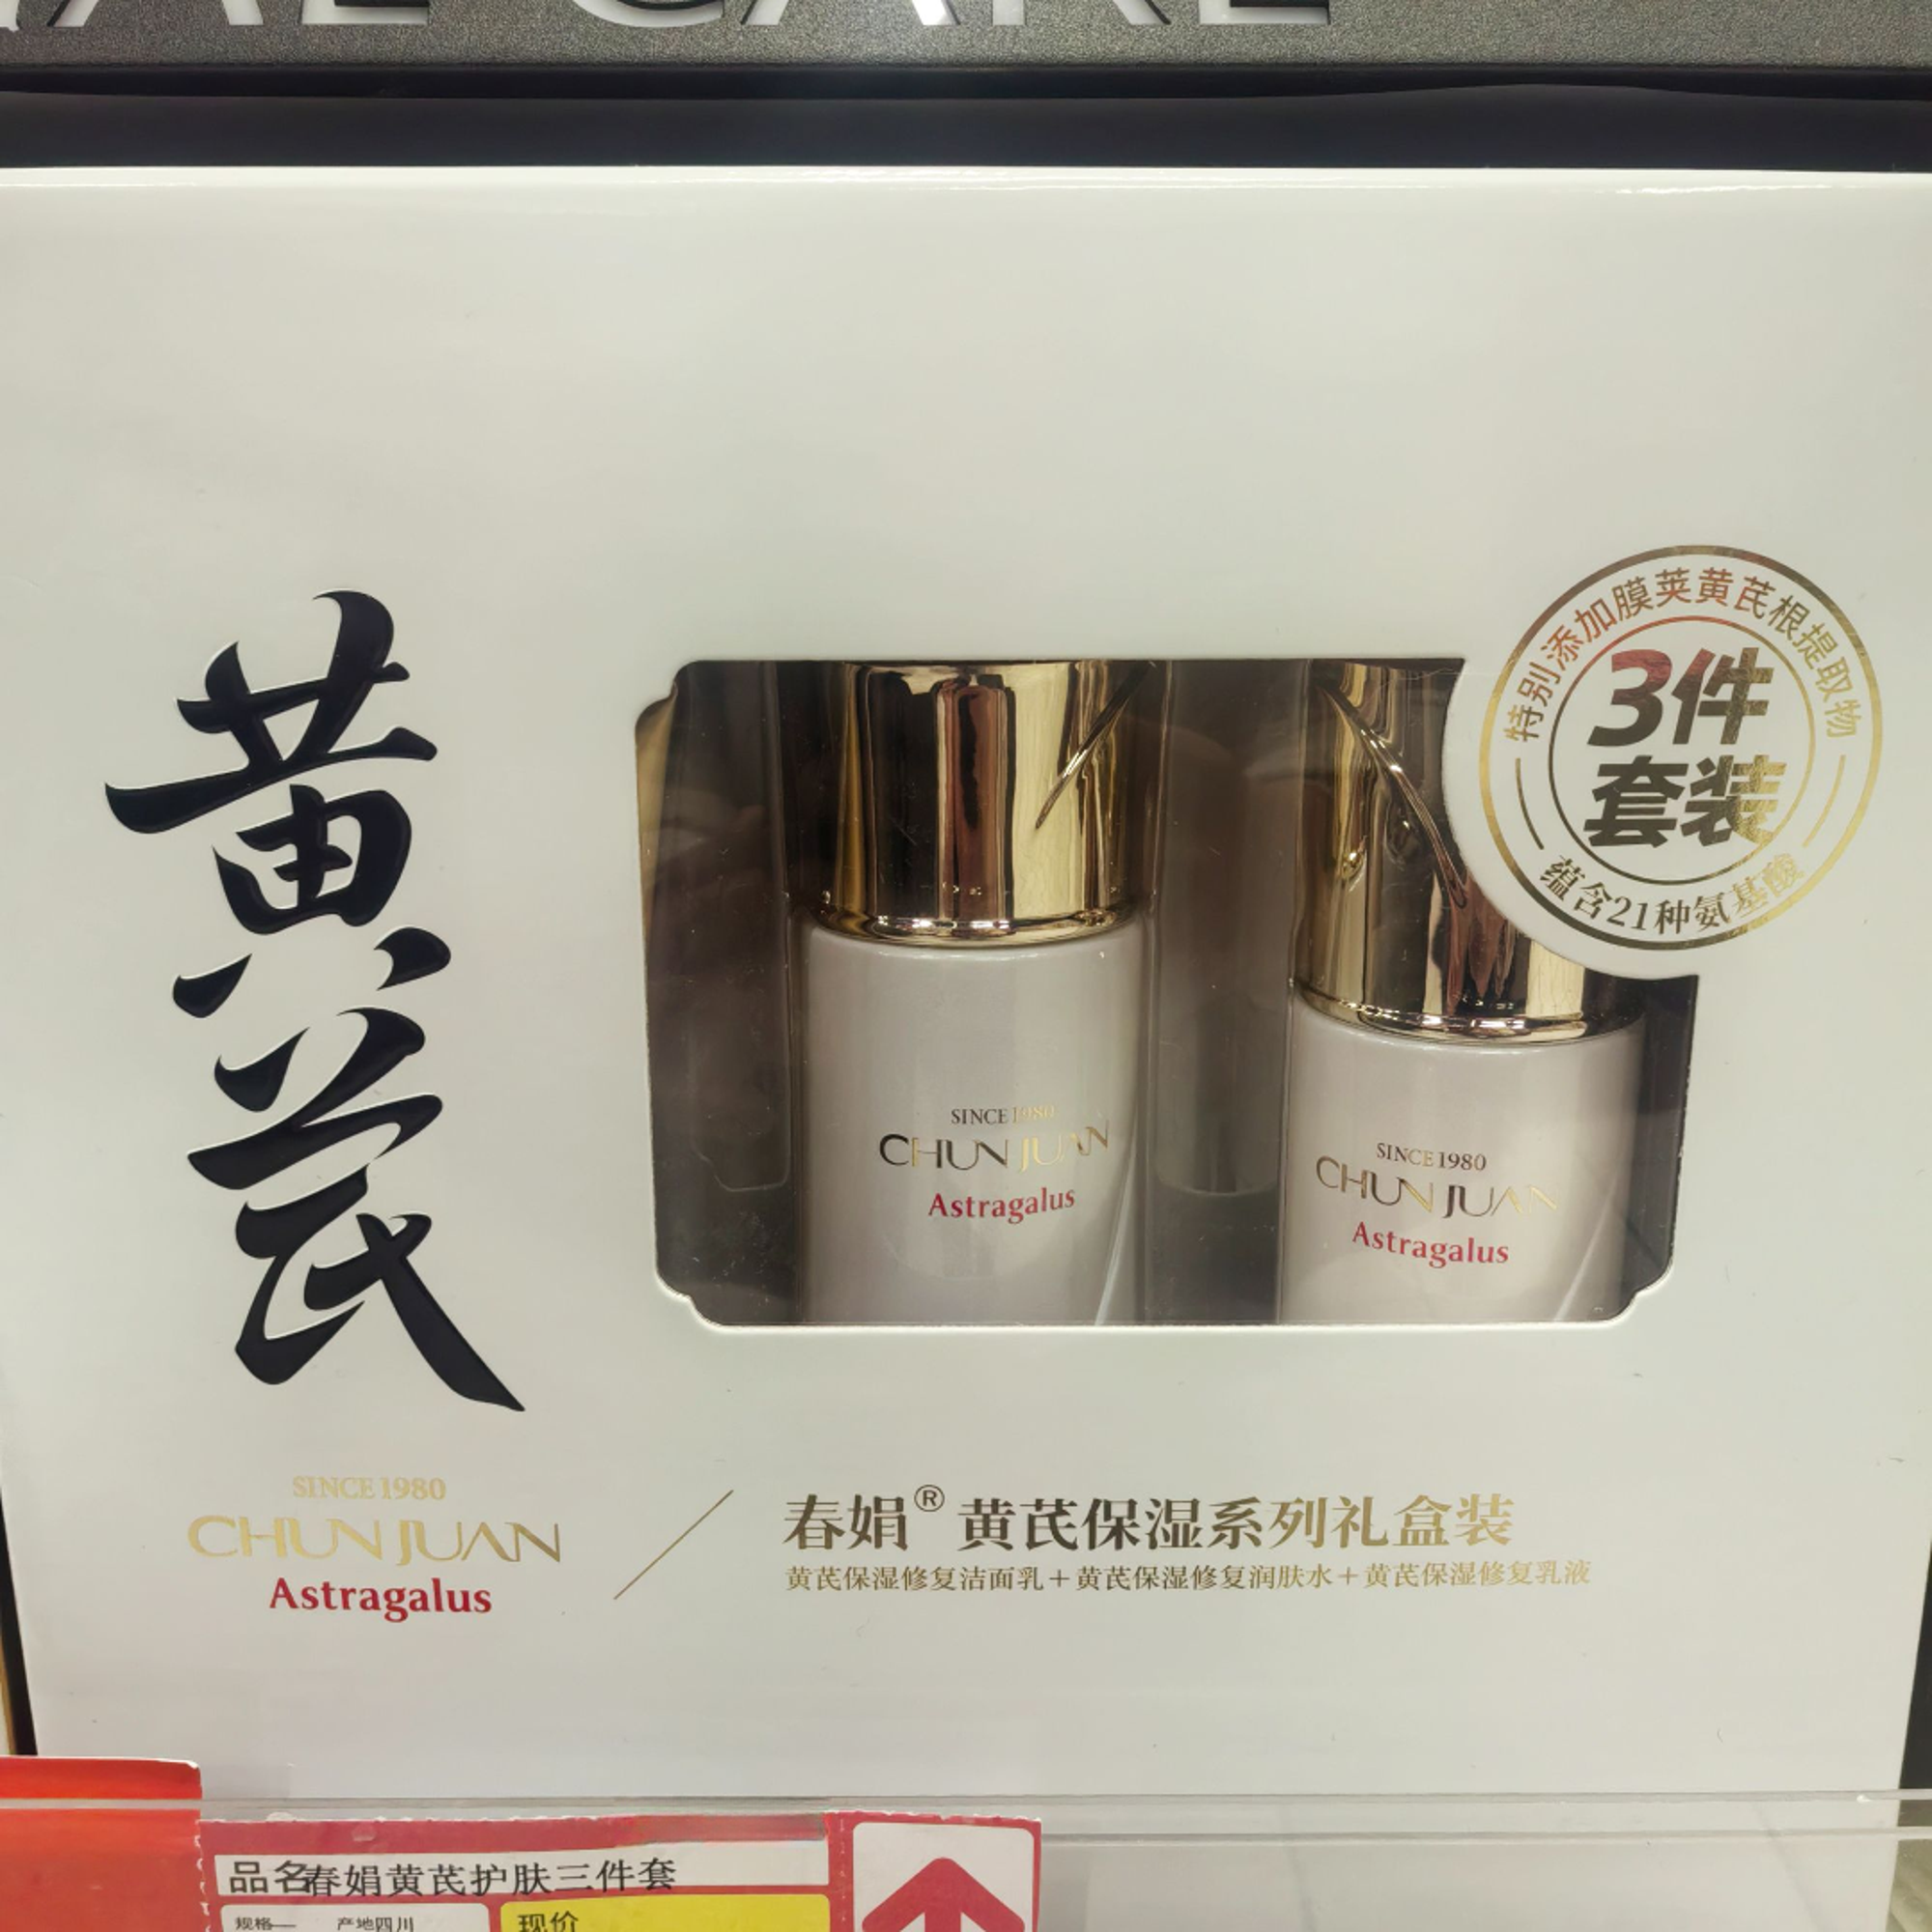 CARE
黄芪
特别添加膜荚黄芪根提取物
3件
套装
蕴含21种氨基酸
SINCE 1980
CHUN JUAN
Astragalus
SINCE 1980
CHUN JUAN
Astragalus
SINCE 1980
CHUN JUAN
Astragalus
春娟® 黄芪保湿系列礼盒装
黄芪保湿修复洁面乳+黄芪保湿修复润肤水+黄芪保湿修复乳液
品名春娟黄芪护肤三件套
规格— 产地四川
现价